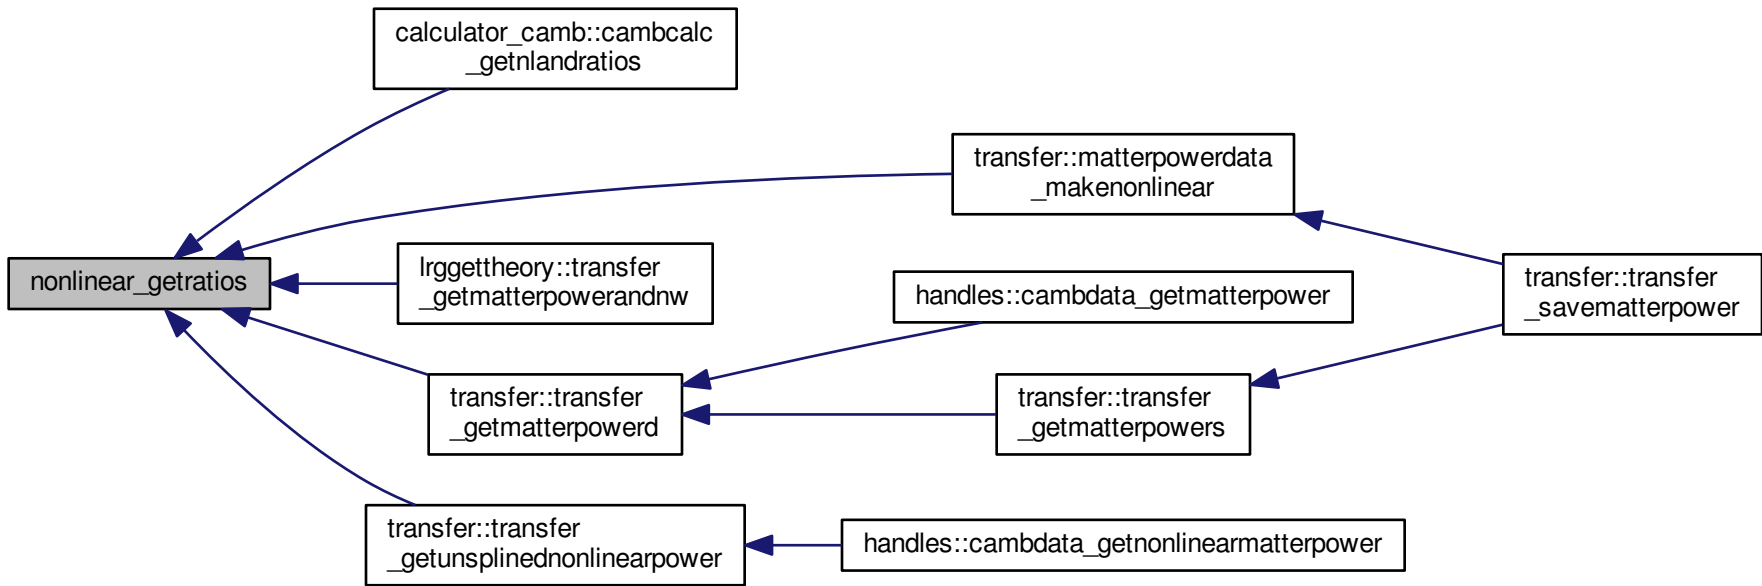 calculator_camb::cambcalc
_getnlandratios
transfer::matterpowerdata
_makenonlinear
nonlinear_getratios
lrggettheory::transfer
_getmatterpowerandnw
handles::cambdata_getmatterpower
transfer::transfer
_savematterpower
transfer::transfer
_getmatterpowerd
transfer::transfer
_getmatterpowers
transfer::transfer
_getunsplinednonlinearpower
handles::cambdata_getnonlinearmatterpower